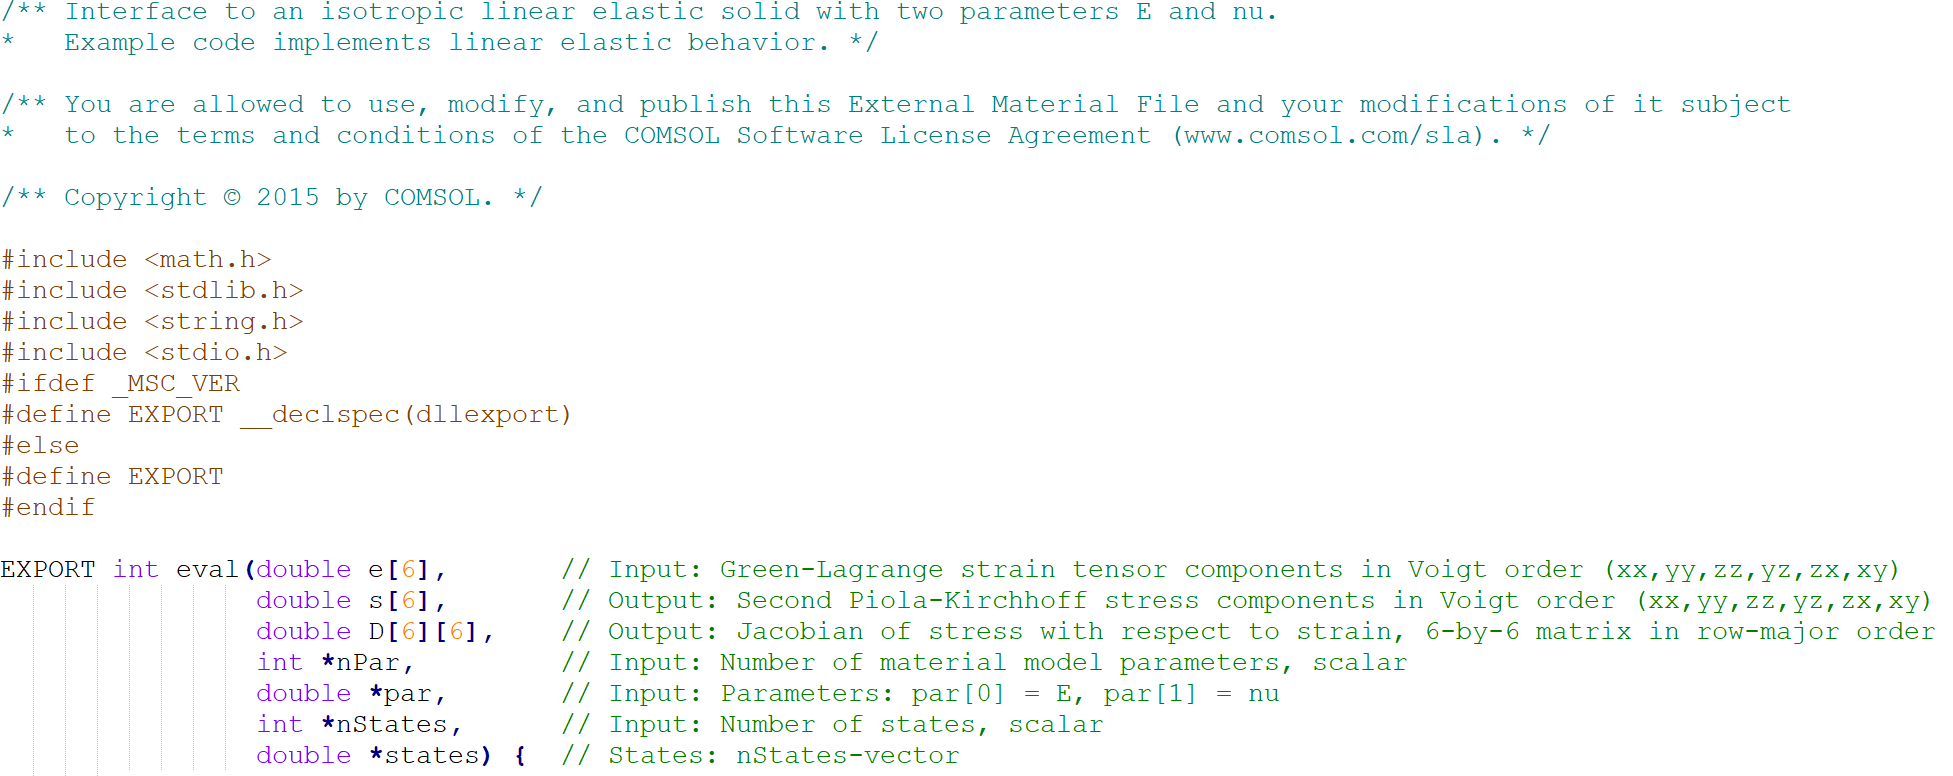 /** Interface to an isotropic linear elastic solid with two parameters E and nu.
*   Example code implements linear elastic behavior. */
/** You are allowed to use, modify, and publish this External Material File and your modifications of it subject
*   to the terms and conditions of the COMSOL Software License Agreement (www.comsol.com/sla). */
/** Copyright © 2015 by COMSOL. */
#include <math.h>
#include <stdlib.h>
#include <string.h>
#include <stdio.h>
#ifdef _MSC_VER
#define EXPORT __declspec(dllexport)
#else
#define EXPORT
#endif
EXPORT int eval(double e[6],       // Input: Green-Lagrange strain tensor components in Voigt order (xx,yy,zz,yz,zx,xy)
                double s[6],       // Output: Second Piola-Kirchhoff stress components in Voigt order (xx,yy,zz,yz,zx,xy)
                double D[6][6],    // Output: Jacobian of stress with respect to strain, 6-by-6 matrix in row-major order
                int *nPar,         // Input: Number of material model parameters, scalar
                double *par,       // Input: Parameters: par[0] = E, par[1] = nu
                int *nStates,      // Input: Number of states, scalar
                double *states) {  // States: nStates-vector